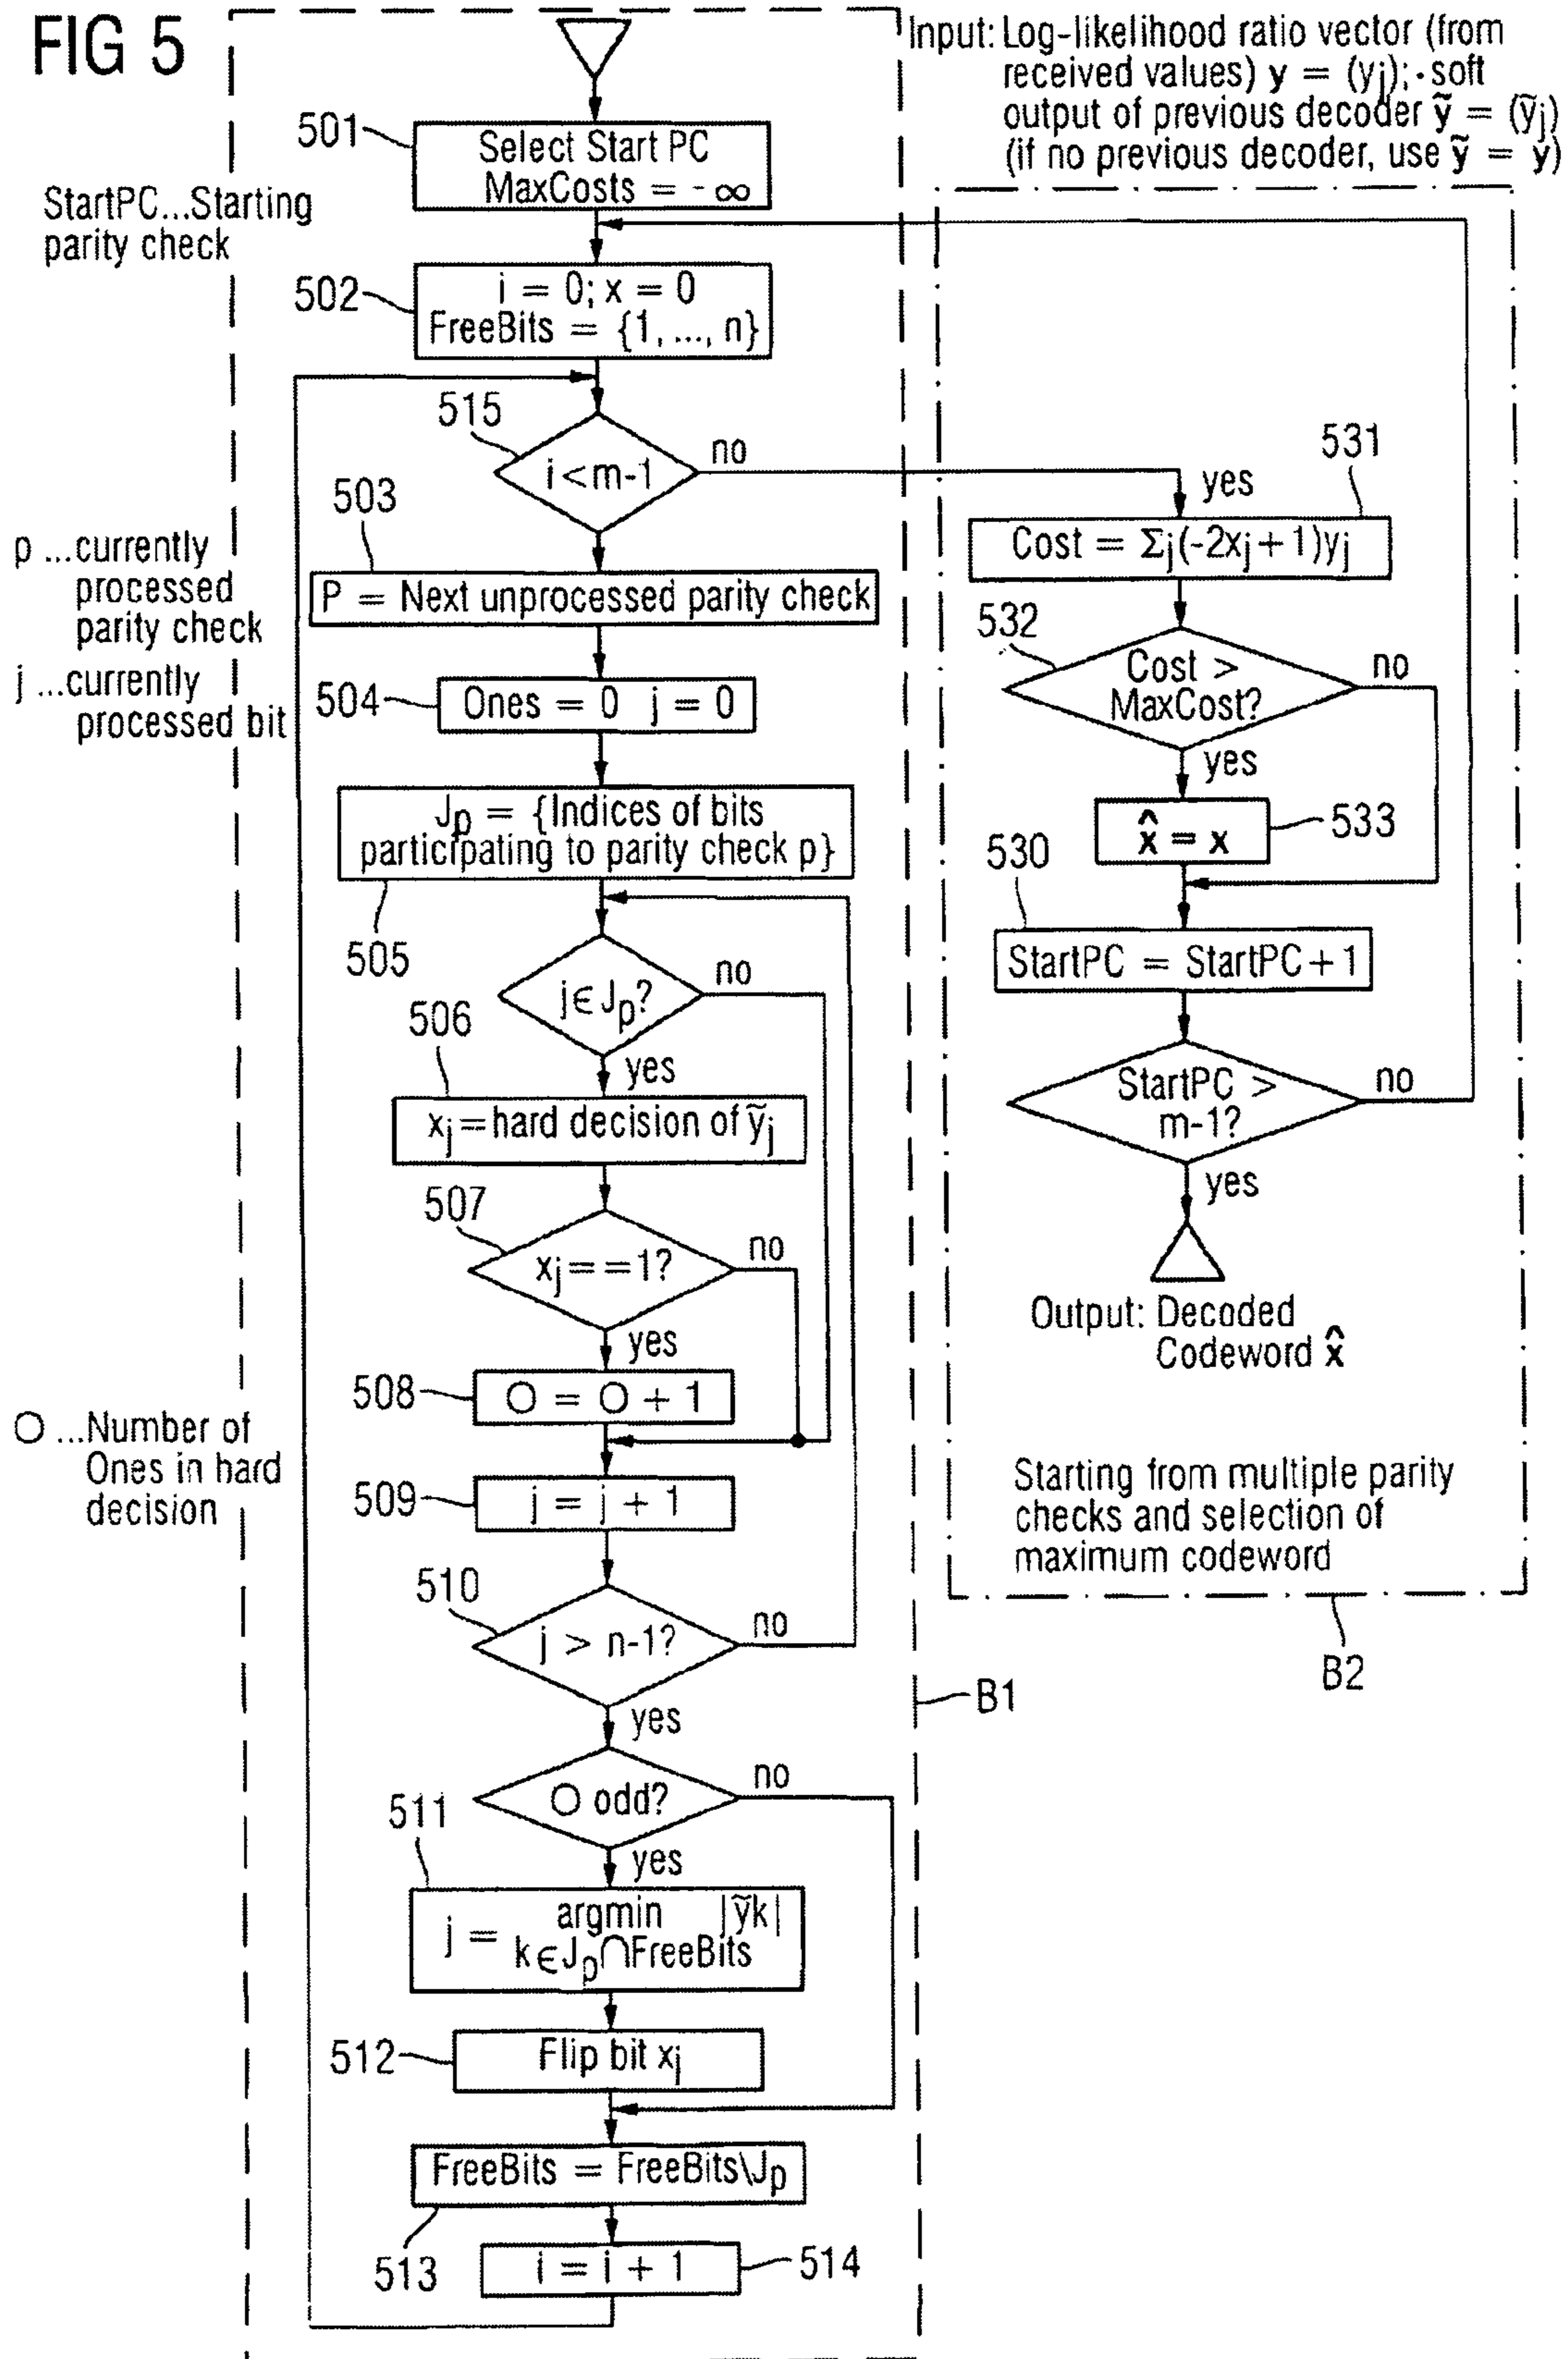 FIG 5
Input: Log-likelihood ratio vector (from
received values) y = (yj); soft
output of previous decoder ỹ = (ỹj)
(if no previous decoder, use ỹ = y)
501
Select Start PC
MaxCosts = -∞
StartPC...Starting
parity check
502
i = 0; x = 0
FreeBits = {1, ..., n}
515
i<m-1
no
503
P = Next unprocessed parity check
p ...currently
processed
parity check
j ...currently
processed bit
504
Ones = 0 j = 0
Jp = {Indices of bits
participating to parity check p}
505
j∈Jp?
no
yes
506
xj=hard decision of ỹj
507
xj==1?
no
yes
508
O = O + 1
O ...Number of
Ones in hard
decision
509
j = j + 1
510
j > n-1?
no
yes
O odd?
no
yes
511
j = argmin |ỹk|
k∈Jp∩FreeBits
512
Flip bit xj
FreeBits = FreeBits\Jp
513
i = i + 1
514
B1
yes
531
Cost = Σj(-2xj+1)yj
532
Cost >
MaxCost?
no
yes
x̂ = x
533
530
StartPC = StartPC+1
StartPC >
m-1?
no
yes
Output: Decoded
Codeword x̂
Starting from multiple parity
checks and selection of
maximum codeword
B2